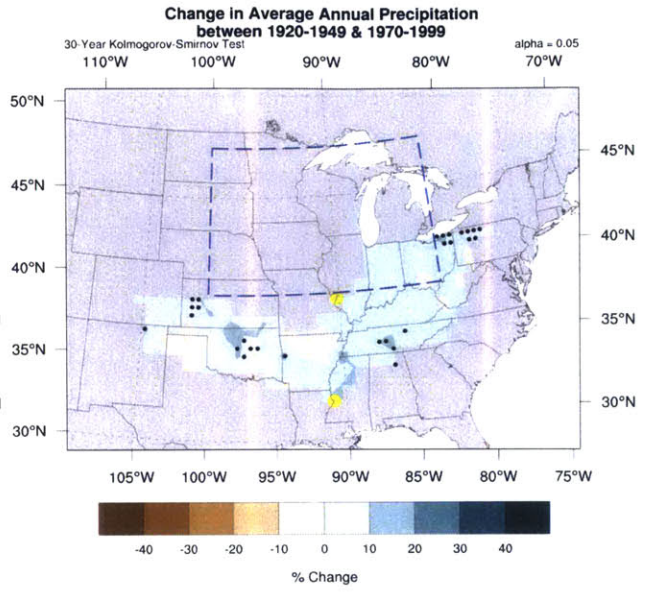 Change in Average Annual Precipitation
between 1920-1949 & 1970-1999
30-Year Kolmogorov-Smirnov Test alpha = 0.05
110°W 100°W 90°W 80°W 70°W
50°N
45°N
45°N
40°N
40°N
35°N
35°N
30°N
30°N
105°W 100°W 95°W 90°W 85°W 80°W 75°W
-40 -30 -20 -10 0 10 20 30 40
% Change